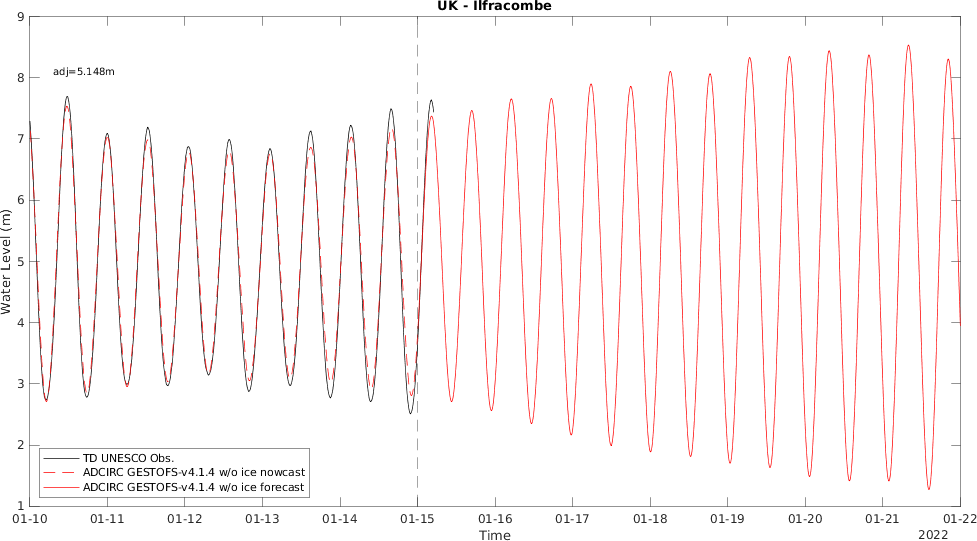 UK - Ilfracombe
9
8
7
6
5
4
3
2
1
Water Level (m)
adj=5.148m
TD UNESCO Obs.
ADCIRC GESTOFS-v4.1.4 w/o ice nowcast
ADCIRC GESTOFS-v4.1.4 w/o ice forecast
01-10 01-11 01-12 01-13 01-14 01-15 01-16 01-17 01-18 01-19 01-20 01-21 01-22
Time
2022